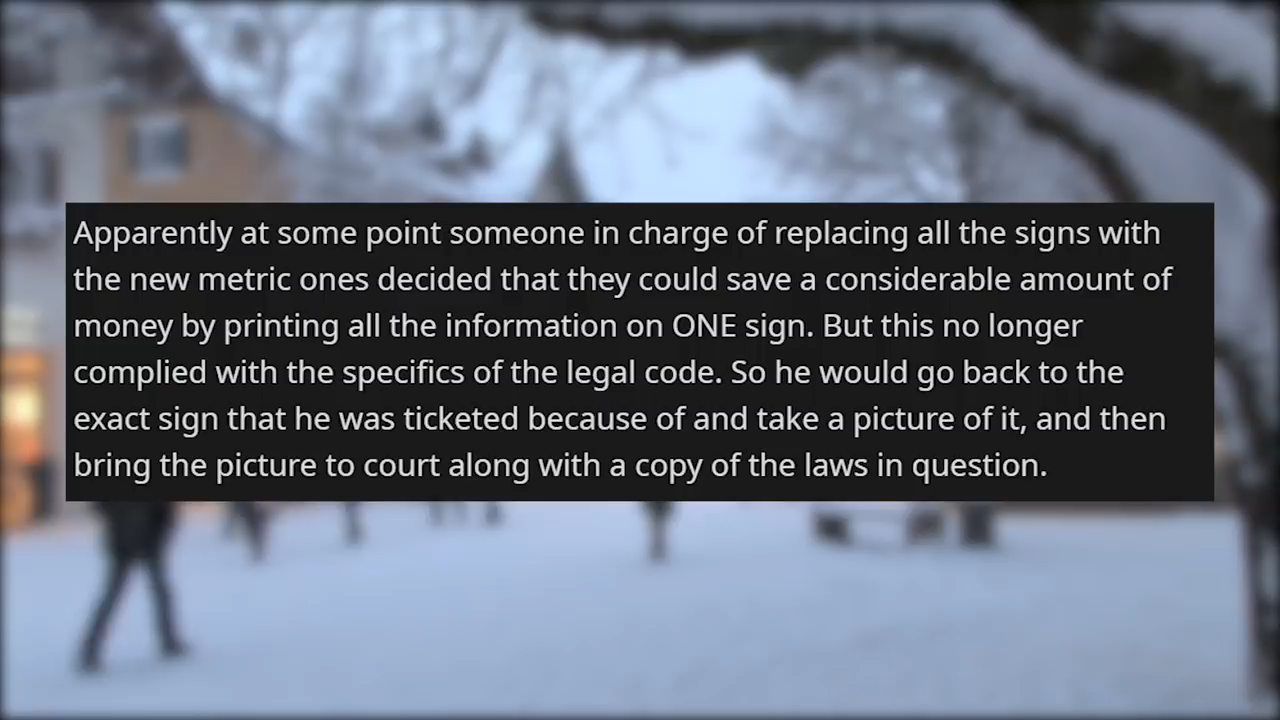 Apparently at some point someone in charge of replacing all the signs with
the new metric ones decided that they could save a considerable amount of
money by printing all the information on ONE sign. But this no longer
complied with the specifics of the legal code. So he would go back to the
exact sign that he was ticketed because of and take a picture of it, and then
bring the picture to court along with a copy of the laws in question.